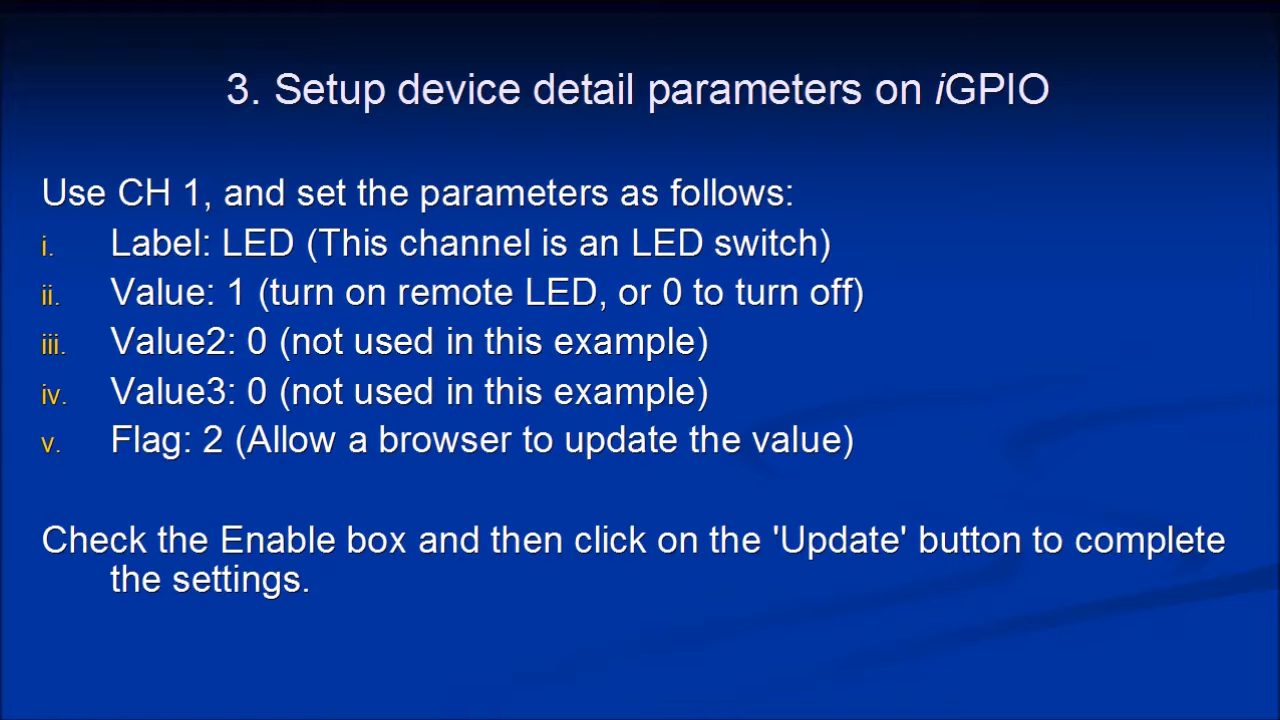 3. Setup device detail parameters on iGPIO
Use CH 1, and set the parameters as follows:
i. Label: LED (This channel is an LED switch)
ii. Value: 1 (turn on remote LED, or 0 to turn off)
iii. Value2: 0 (not used in this example)
iv. Value3: 0 (not used in this example)
v. Flag: 2 (Allow a browser to update the value)
Check the Enable box and then click on the 'Update' button to complete
the settings.